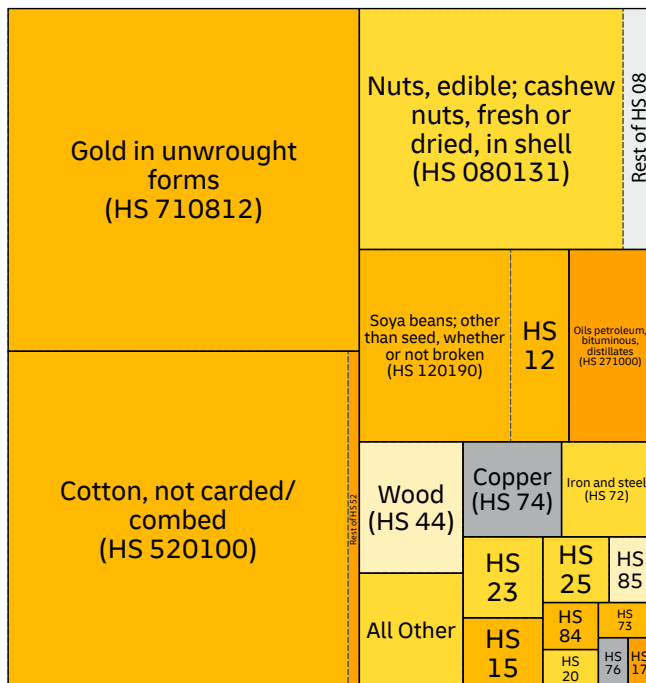 Gold in unwrought
forms
(HS 710812)
Nuts, edible; cashew
nuts, fresh or
dried, in shell
(HS 080131)
Rest of HS 08
Soya beans; other
than seed, whether
or not broken
(HS 120190)
HS
12
Oils petroleum,
bituminous,
distillates
(HS 271000)
Cotton, not carded/
combed
(HS 520100)
Rest of HS 52
Wood
(HS 44)
Copper
(HS 74)
Iron and steel
(HS 72)
HS
23
HS
25
HS
85
All Other
HS
15
HS
84
HS
73
HS
20
HS
76
HS
17